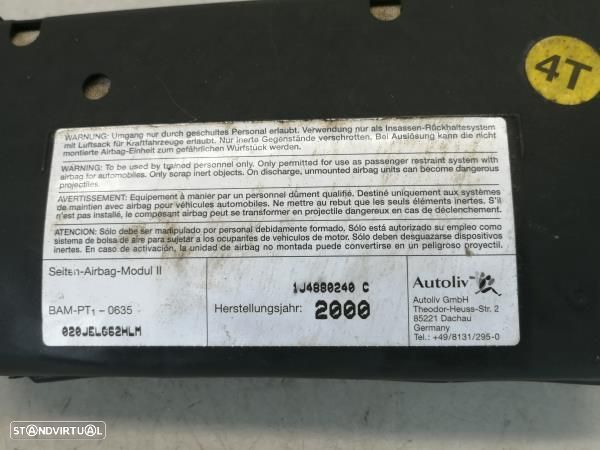 4T
WARNUNG: Umgang nur durch geschultes Personal erlaubt. Verwendung nur als Insassen-Rückhaltesystem
mit Luftsack für Kraftfahrzeuge erlaubt. Nur inerte Gegenstände verschrotten. Bei Auslösung kann die nicht
montierte Airbag-Einheit zum gefährlichen Wurfstück werden.
WARNING: To be used by trained personnel only. Only permitted for use as passenger restraint system with
airbag for automobiles. Only scrap inert objects. On discharge, unmounted airbag units can become dangerous
projectiles.
AVERTISSEMENT: Equipement à manier par un personnel dûment qualifié. Destiné uniquement aux systèmes
de maintien avec airbag pour véhicules automobiles. Ne mettre au rebut que les seuls éléments inertes. S'il
n'est pas installé, le composant airbag peut se transformer en projectile dangereux en cas de déclenchement.
ATENCIÓN: Sólo debe ser manipulado por personal debidamente formado, Sólo está autorizado su empleo como
sistema de bolsa de aire para sujetar a los ocupantes de vehículos de motor. Sólo pueden desguazarse dispositivos
inertes. En caso de activación, la unidad de airbag no montada puede convertirse en un peligroso proyectil.
Seiten-Airbag-Modul II
BAM-PT1 - 0635
020JELG62HLM
1J4880240 C
Herstellungsjahr: 2000
Autoliv
Autoliv GmbH
Theodor-Heuss-Str. 2
85221 Dachau
Germany
Tel.: +49/8131/295-0
STANDVIRTUAL